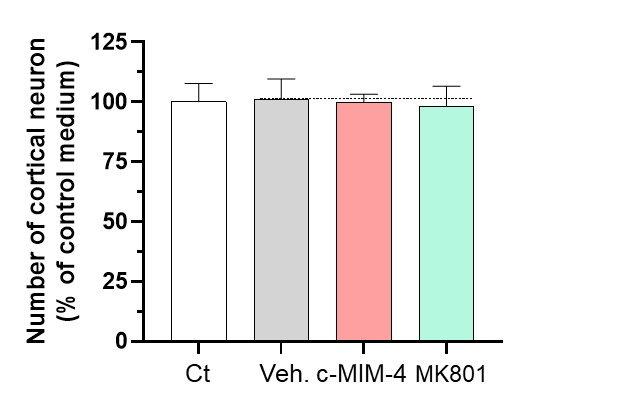 Number of cortical neuron
(% of control medium)
125
100
75
50
25
0
Ct Veh. c-MIM-4 MK801